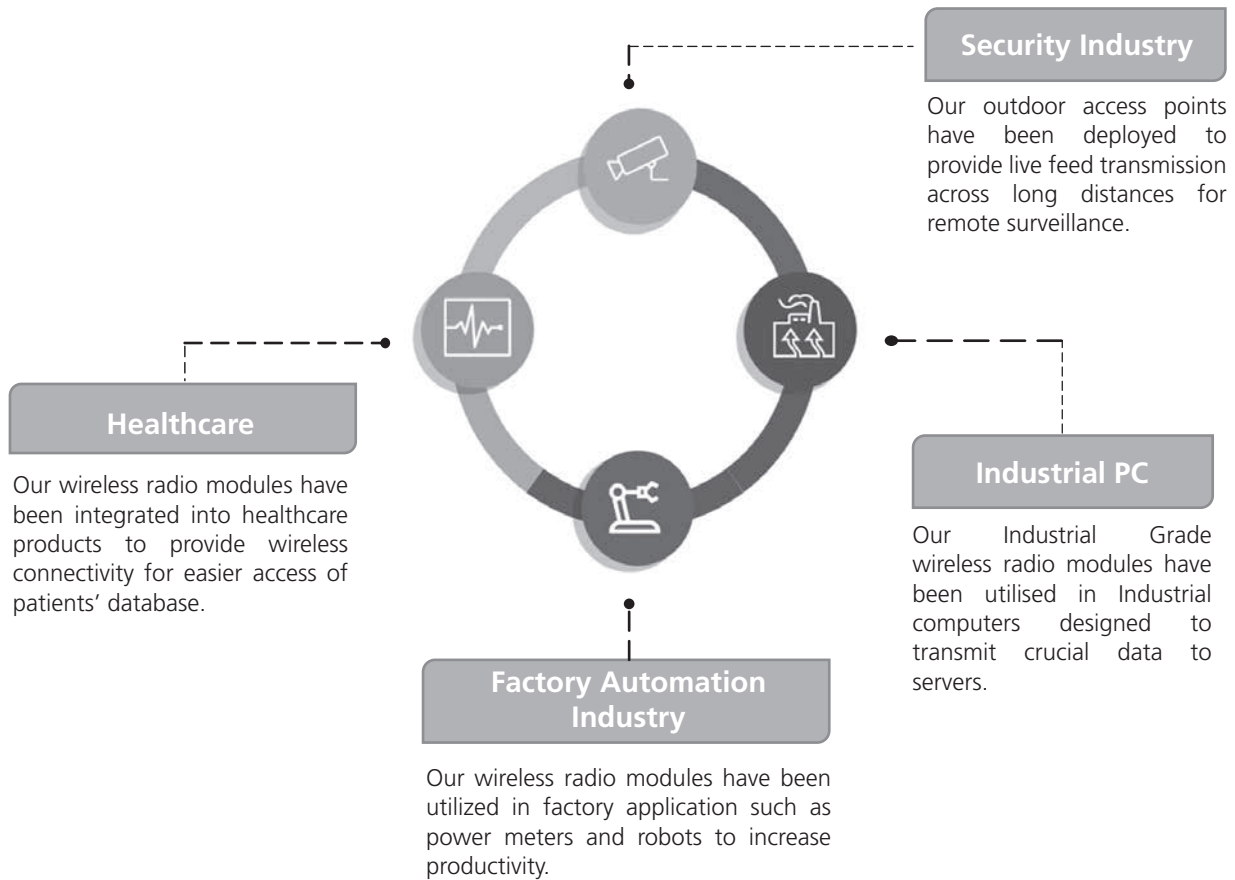 Security Industry
Our outdoor access points
have been deployed to
provide live feed transmission
across long distances for
remote surveillance.
Healthcare
Our wireless radio modules have
been integrated into healthcare
products to provide wireless
connectivity for easier access of
patients’ database.
Industrial PC
Our Industrial Grade
wireless radio modules have
been utilised in Industrial
computers designed to
transmit crucial data to
servers.
Factory Automation
Industry
Our wireless radio modules have been
utilized in factory application such as
power meters and robots to increase
productivity.